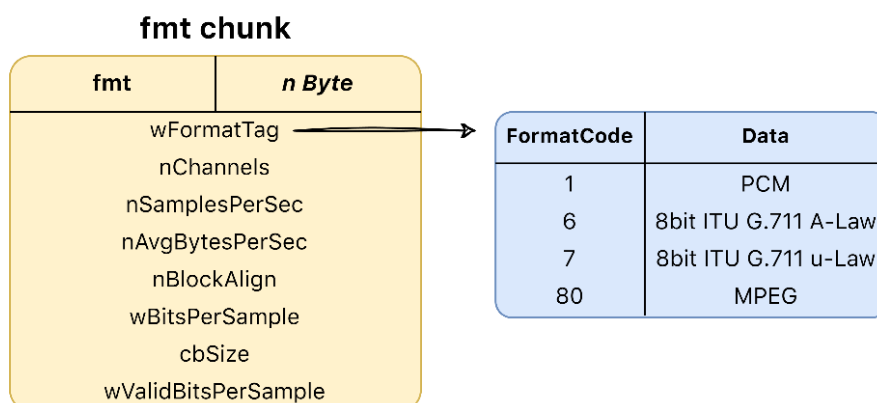 fmt chunk
fmt n Byte
wFormatTag
nChannels
nSamplesPerSec
nAvgBytesPerSec
nBlockAlign
wBitsPerSample
cbSize
wValidBitsPerSample
FormatCode Data
1 PCM
6 8bit ITU G.711 A-Law
7 8bit ITU G.711 u-Law
80 MPEG